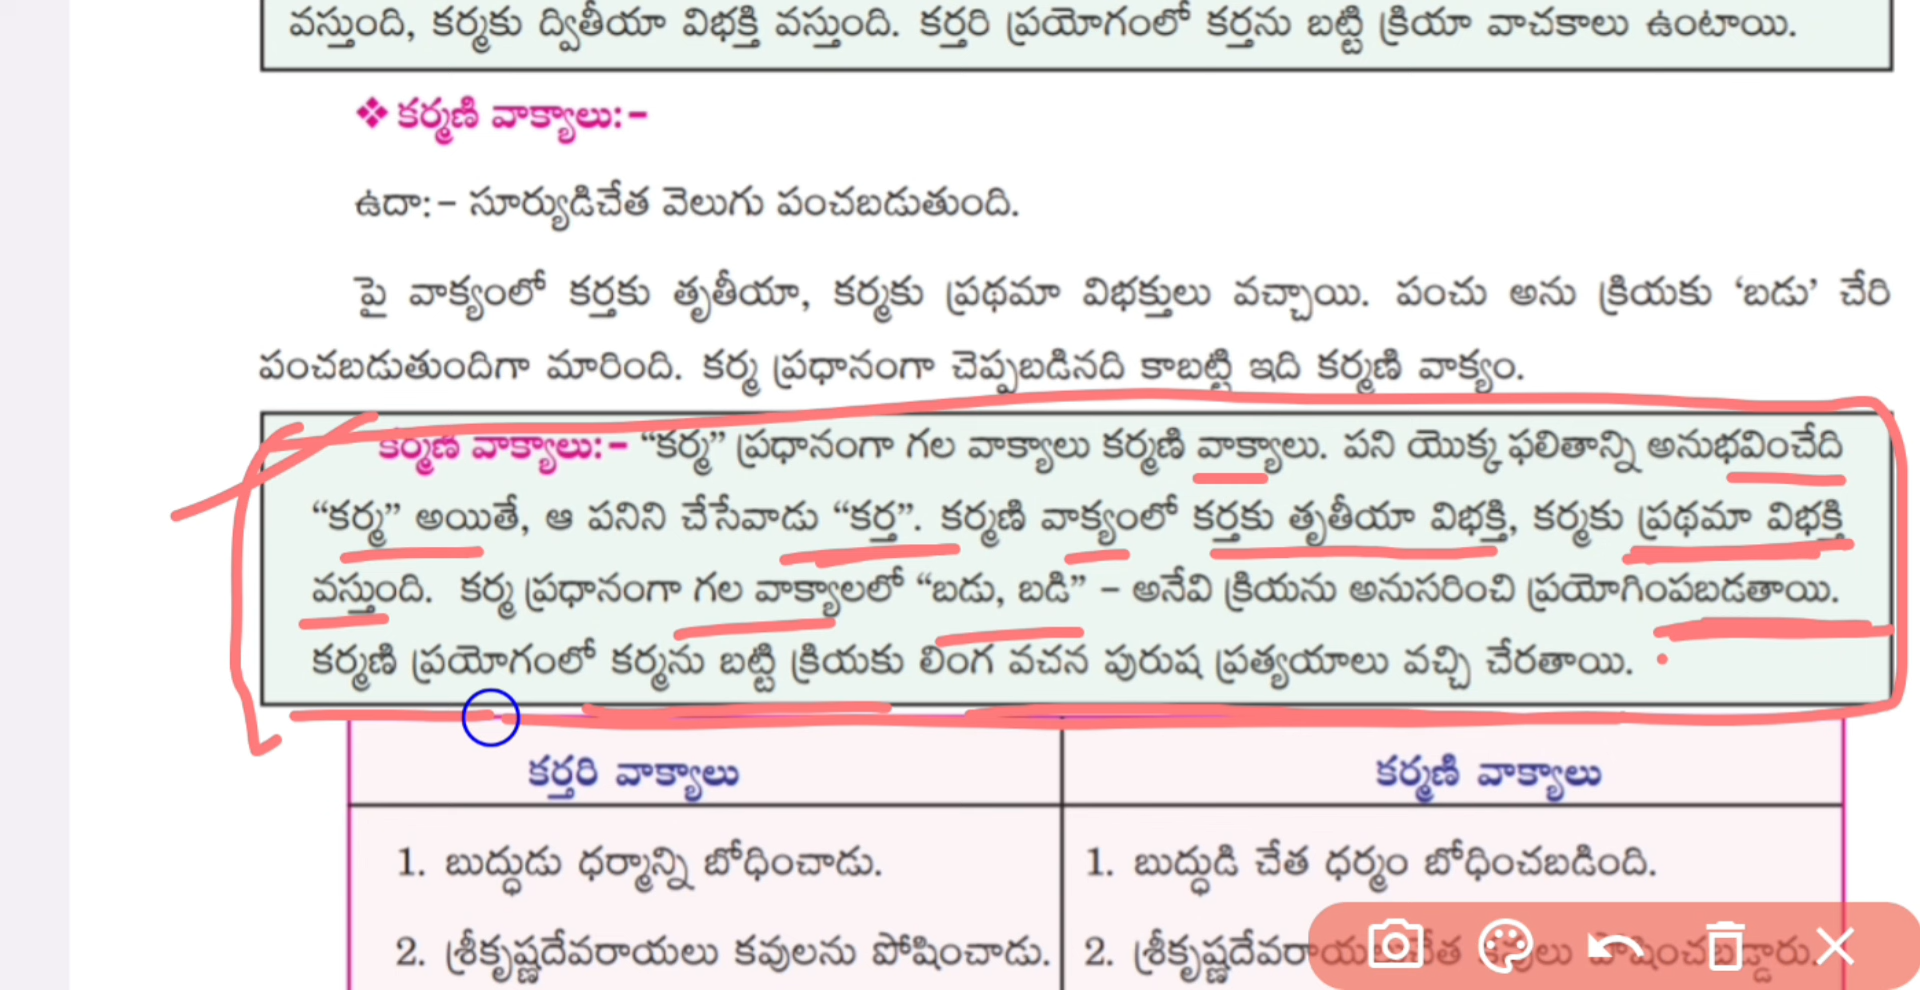 వస్తుంది, కర్మకు ద్వితీయా విభక్తి వస్తుంది. కర్తరి ప్రయోగంలో కర్తను బట్టి క్రియా వాచకాలు ఉంటాయి.
❖ కర్మణి వాక్యాలు:–
ఉదా:– సూర్యుడిచేత వెలుగు పంచబడుతుంది.
పై వాక్యంలో కర్తకు తృతీయా, కర్మకు ప్రథమా విభక్తులు వచ్చాయి. పంచు అను క్రియకు ‘బడు’ చేరి
పంచబడుతుందిగా మారింది. కర్మ ప్రధానంగా చెప్పబడినది కాబట్టి ఇది కర్మణి వాక్యం.
కర్మణి వాక్యాలు:– “కర్మ” ప్రధానంగా గల వాక్యాలు కర్మణి వాక్యాలు. పని యొక్క ఫలితాన్ని అనుభవించేది
“కర్మ” అయితే, ఆ పనిని చేసేవాడు “కర్త”. కర్మణి వాక్యంలో కర్తకు తృతీయా విభక్తి, కర్మకు ప్రథమా విభక్తి
వస్తుంది. కర్మ ప్రధానంగా గల వాక్యాలలో “బడు, బడి” – అనేవి క్రియను అనుసరించి ప్రయోగింపబడతాయి.
కర్మణి ప్రయోగంలో కర్మను బట్టి క్రియకు లింగ వచన పురుష ప్రత్యయాలు వచ్చి చేరతాయి.
కర్తరి వాక్యాలు కర్మణి వాక్యాలు
1. బుద్ధుడు ధర్మాన్ని బోధించాడు. 1. బుద్ధుడి చేత ధర్మం బోధించబడింది.
2. శ్రీకృష్ణదేవరాయలు కవులను పోషించాడు. 2. శ్రీకృష్ణదేవరాయలచేత కవులు పోషించబడ్డారు.